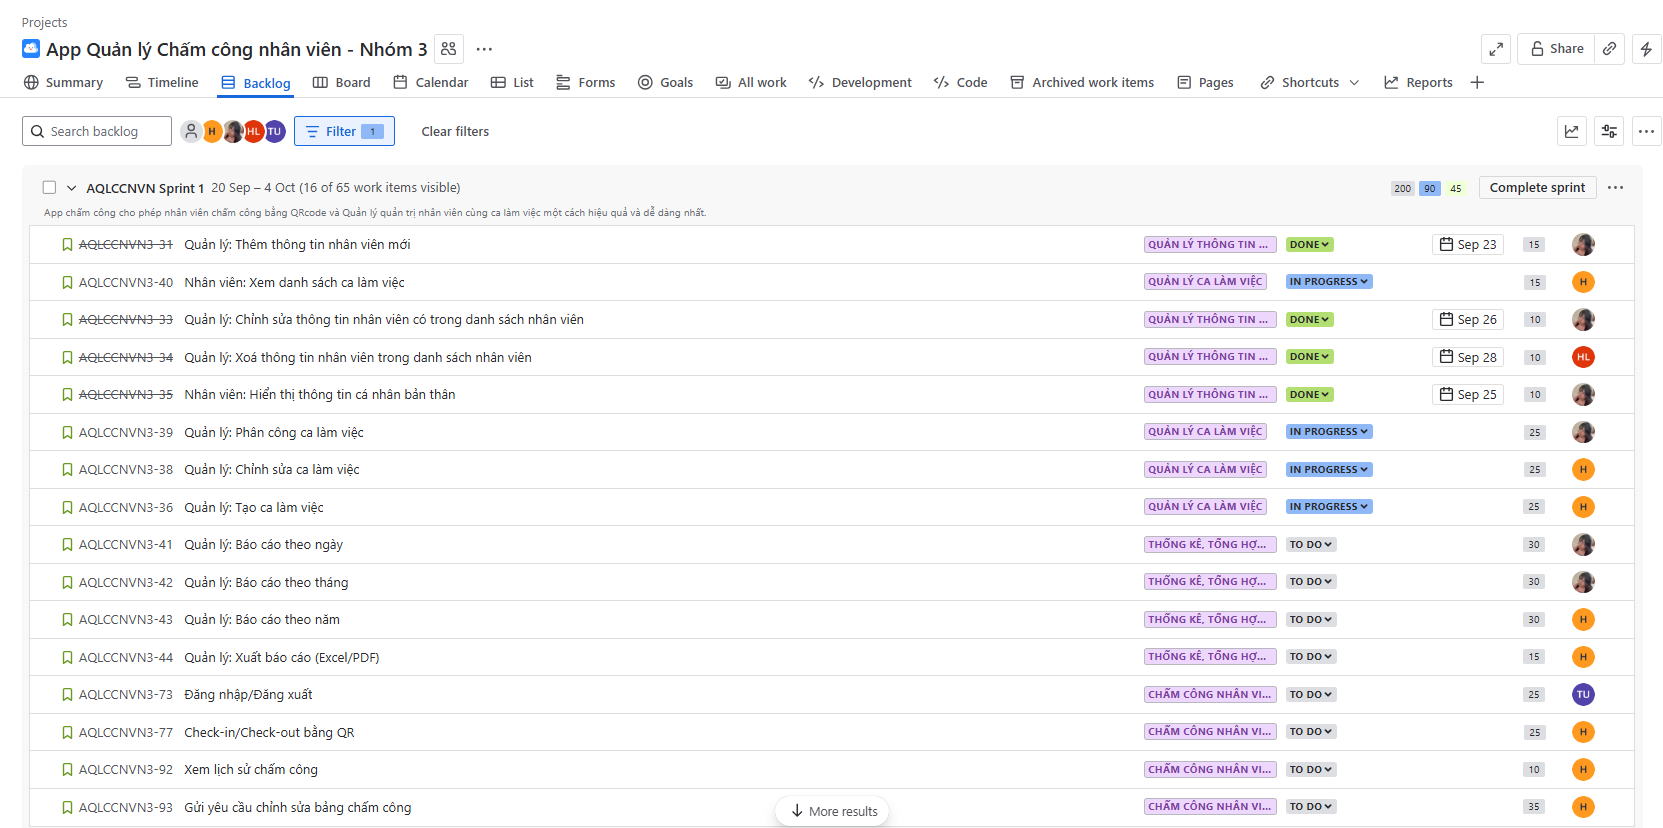 Projects
App Quản lý Chấm công nhân viên - Nhóm 3
Share
Summary Timeline Backlog Board Calendar List Forms Goals All work Development Code Archived work items Pages Shortcuts Reports
Search backlog H HL TU Filter 1 Clear filters
AQLCCNVN Sprint 1 20 Sep – 4 Oct (16 of 65 work items visible) 200 90 45 Complete sprint
App chấm công cho phép nhân viên chấm công bằng QRcode và Quản lý quản trị nhân viên cùng ca làm việc một cách hiệu quả và dễ dàng nhất.
AQLCCNVN3-31 Quản lý: Thêm thông tin nhân viên mới QUẢN LÝ THÔNG TIN ... DONE Sep 23 15
AQLCCNVN3-40 Nhân viên: Xem danh sách ca làm việc QUẢN LÝ CA LÀM VIỆC IN PROGRESS 15 H
AQLCCNVN3-33 Quản lý: Chỉnh sửa thông tin nhân viên có trong danh sách nhân viên QUẢN LÝ THÔNG TIN ... DONE Sep 26 10
AQLCCNVN3-34 Quản lý: Xoá thông tin nhân viên trong danh sách nhân viên QUẢN LÝ THÔNG TIN ... DONE Sep 28 10 HL
AQLCCNVN3-35 Nhân viên: Hiển thị thông tin cá nhân bản thân QUẢN LÝ THÔNG TIN ... DONE Sep 25 10
AQLCCNVN3-39 Quản lý: Phân công ca làm việc QUẢN LÝ CA LÀM VIỆC IN PROGRESS 25
AQLCCNVN3-38 Quản lý: Chỉnh sửa ca làm việc QUẢN LÝ CA LÀM VIỆC IN PROGRESS 25 H
AQLCCNVN3-36 Quản lý: Tạo ca làm việc QUẢN LÝ CA LÀM VIỆC IN PROGRESS 25 H
AQLCCNVN3-41 Quản lý: Báo cáo theo ngày THỐNG KÊ, TỔNG HỢ... TO DO 30
AQLCCNVN3-42 Quản lý: Báo cáo theo tháng THỐNG KÊ, TỔNG HỢ... TO DO 30
AQLCCNVN3-43 Quản lý: Báo cáo theo năm THỐNG KÊ, TỔNG HỢ... TO DO 30 H
AQLCCNVN3-44 Quản lý: Xuất báo cáo (Excel/PDF) THỐNG KÊ, TỔNG HỢ... TO DO 15 H
AQLCCNVN3-73 Đăng nhập/Đăng xuất CHẤM CÔNG NHÂN VI... TO DO 25 TU
AQLCCNVN3-77 Check-in/Check-out bằng QR CHẤM CÔNG NHÂN VI... TO DO 25 H
AQLCCNVN3-92 Xem lịch sử chấm công CHẤM CÔNG NHÂN VI... TO DO 10 H
AQLCCNVN3-93 Gửi yêu cầu chỉnh sửa bảng chấm công CHẤM CÔNG NHÂN VI... TO DO 35 H
More results